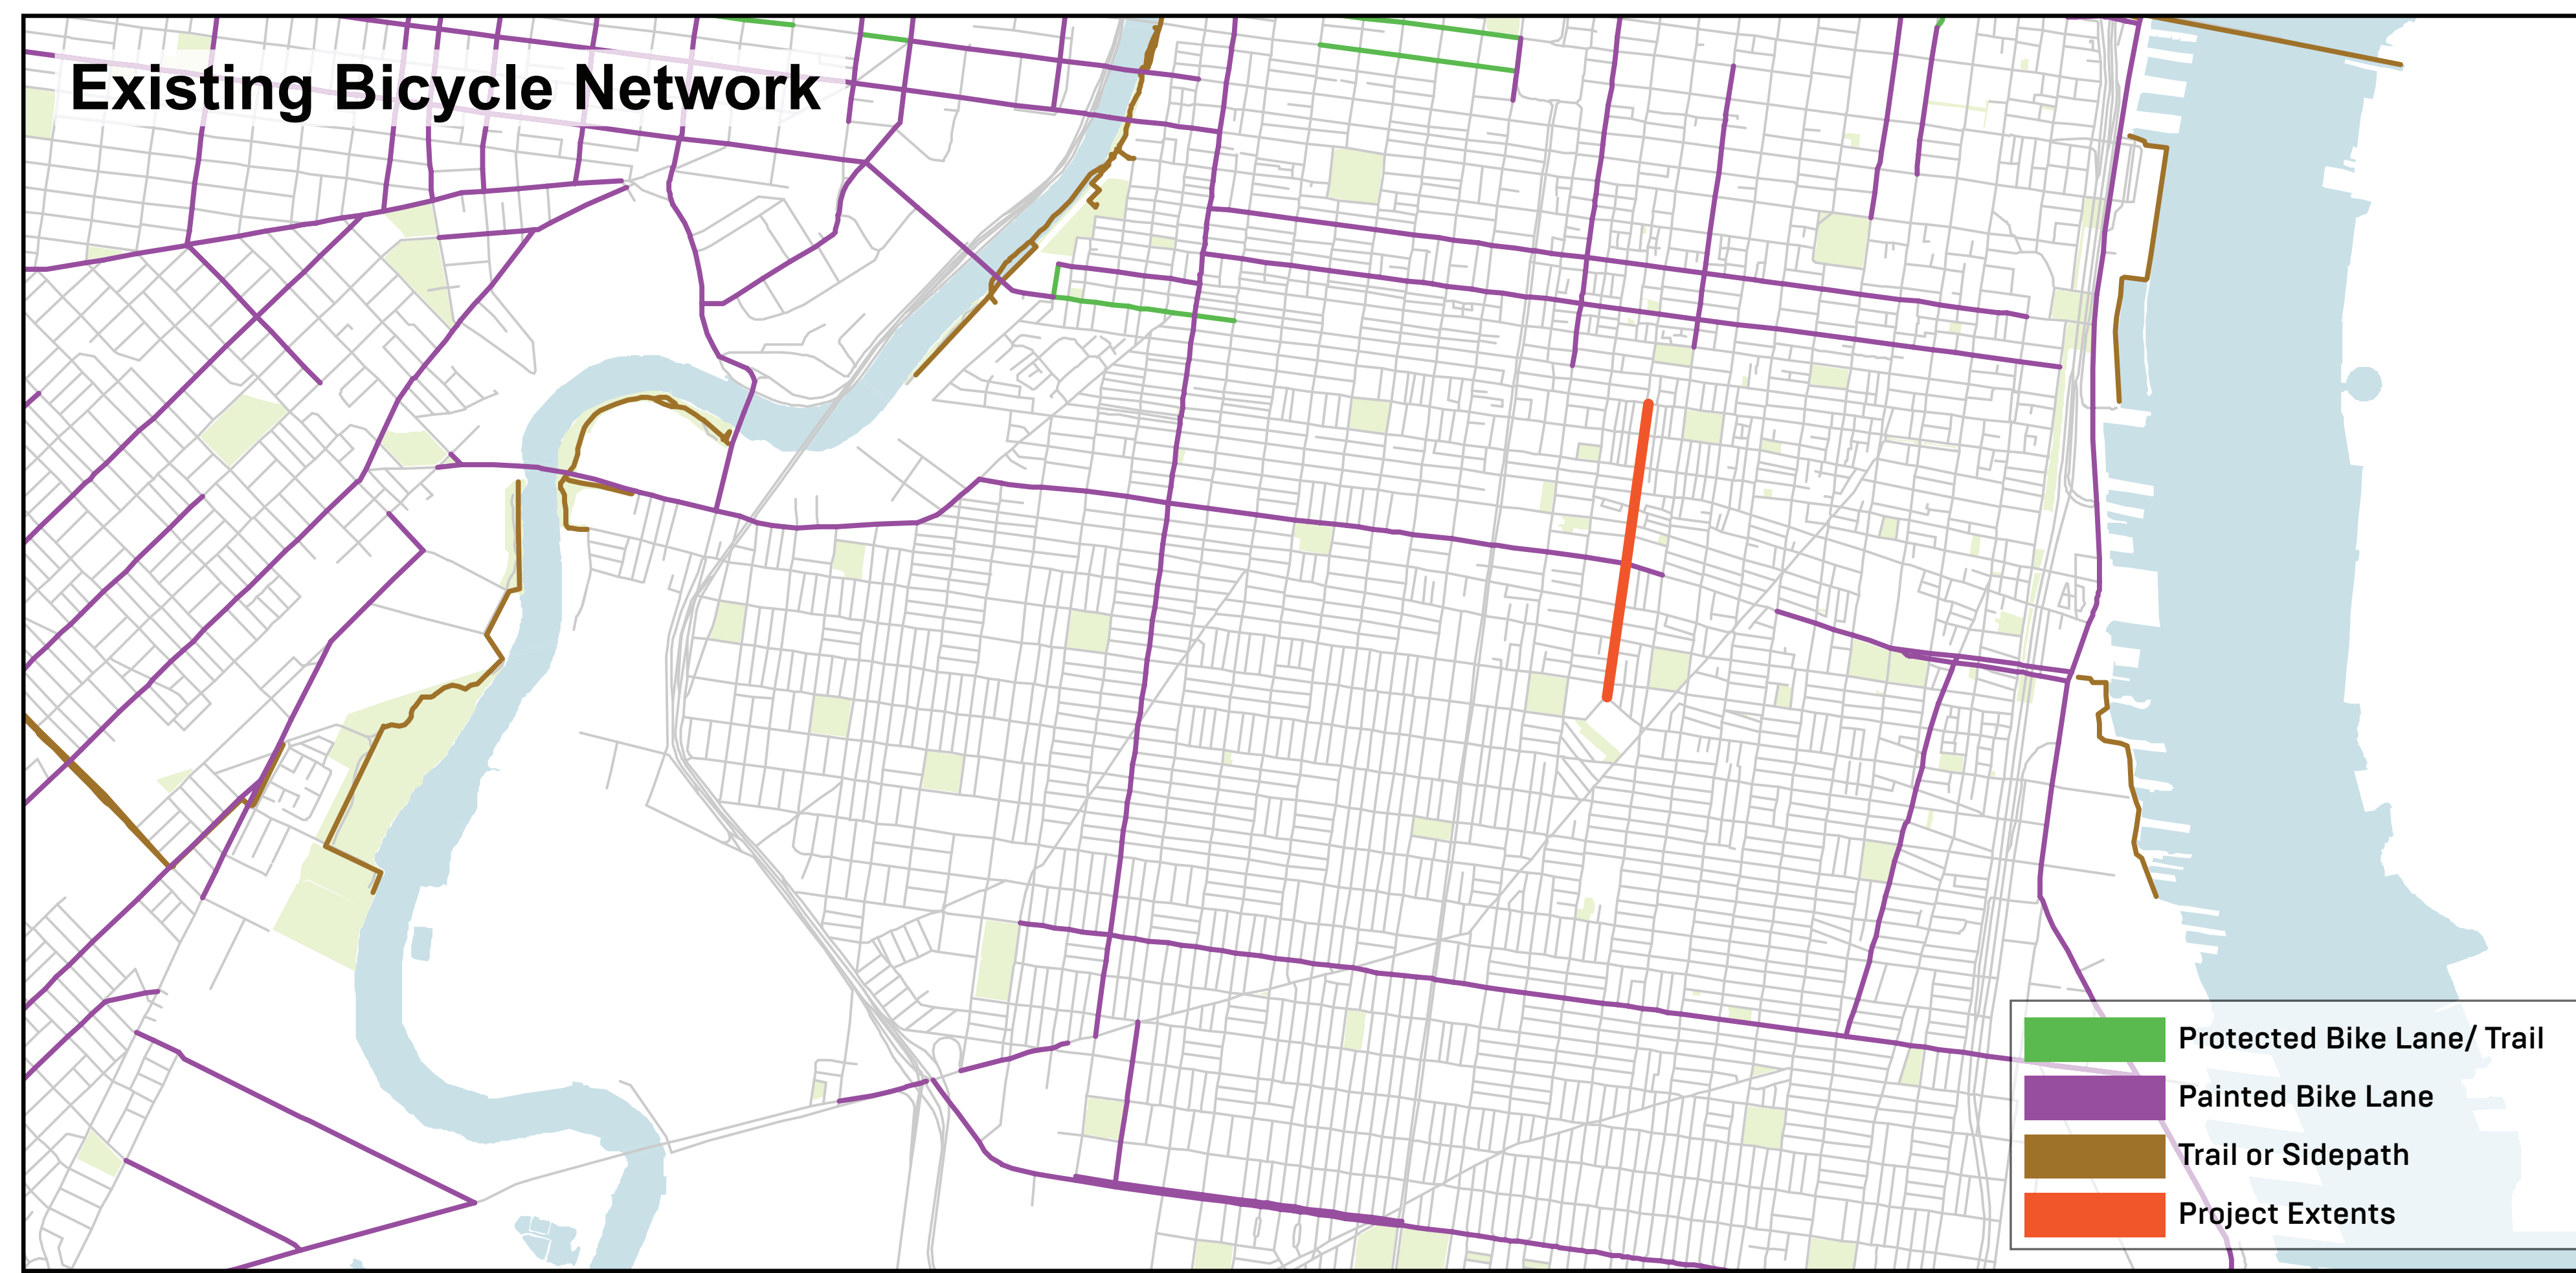 Existing Bicycle Network
Protected Bike Lane/ Trail
Painted Bike Lane
Trail or Sidepath
Project Extents